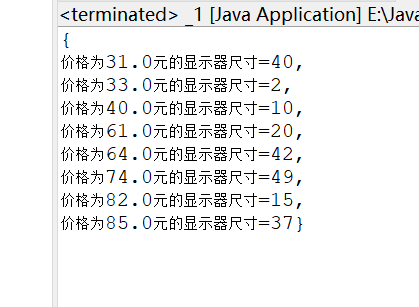 <terminated> _1 [Java Application] E:\Java
{
价格为31.0元的显示器尺寸=40,
价格为33.0元的显示器尺寸=2,
价格为40.0元的显示器尺寸=10,
价格为61.0元的显示器尺寸=20,
价格为64.0元的显示器尺寸=42,
价格为74.0元的显示器尺寸=49,
价格为82.0元的显示器尺寸=15,
价格为85.0元的显示器尺寸=37}